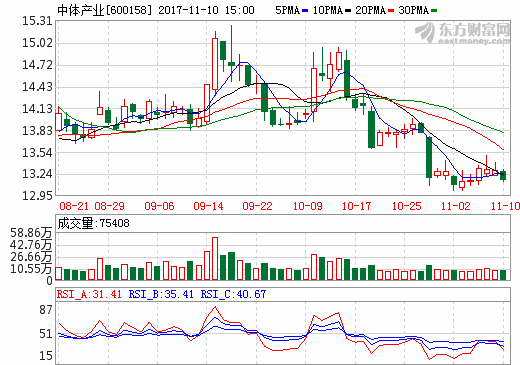 中体产业[600158] 2017-11-10 15:00 5PMA 10PMA 20PMA 30PMA
东方财富网
eastmoney.com
15.31
15.02
14.72
14.43
14.13
13.83
13.54
13.24
12.95
08-21 08-29 09-06 09-14 09-22 10-09 10-17 10-25 11-02 11-10
成交量:75408
58.86万
42.76万
26.66万
10.55万
0
RSI_A:31.41 RSI_B:35.41 RSI_C:40.67
87
51
15